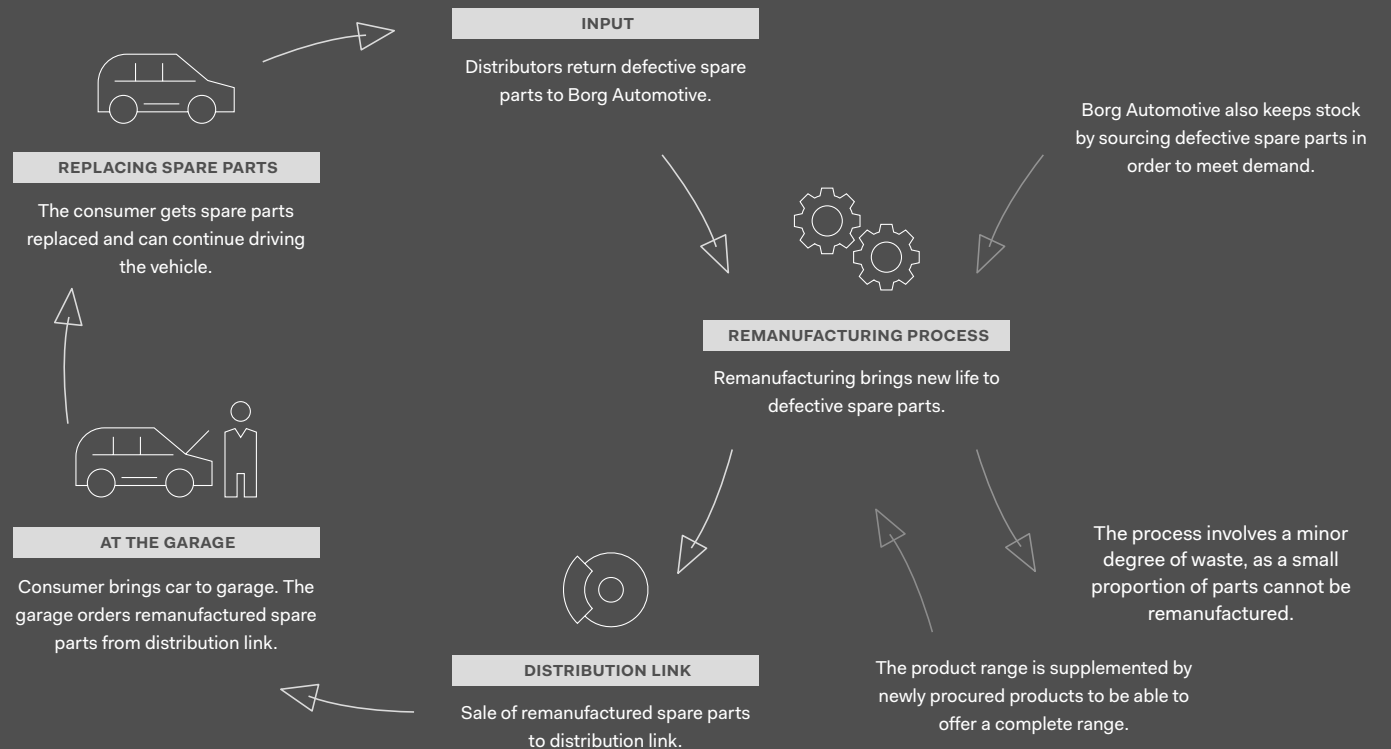 INPUT
Distributors return defective spare
parts to Borg Automotive.
Borg Automotive also keeps stock
by sourcing defective spare parts in
order to meet demand.
REPLACING SPARE PARTS
The consumer gets spare parts
replaced and can continue driving
the vehicle.
REMANUFACTURING PROCESS
Remanufacturing brings new life to
defective spare parts.
AT THE GARAGE
Consumer brings car to garage. The
garage orders remanufactured spare
parts from distribution link.
The process involves a minor
degree of waste, as a small
proportion of parts cannot be
remanufactured.
DISTRIBUTION LINK
Sale of remanufactured spare parts
to distribution link.
The product range is supplemented by
newly procured products to be able to
offer a complete range.